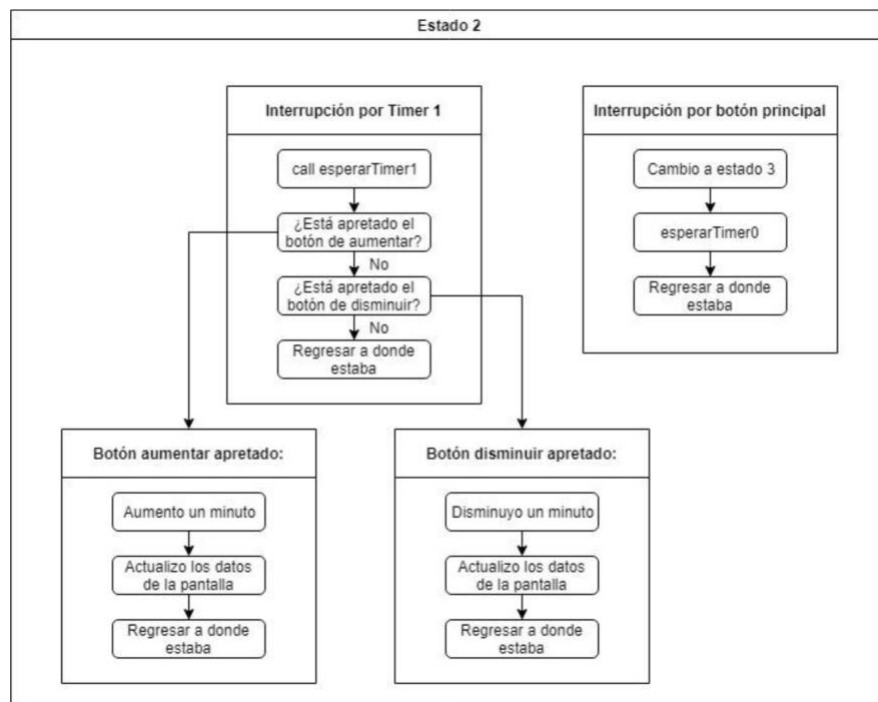 Estado 2
Interrupción por Timer 1
call esperarTimer1
¿Está apretado el
botón de aumentar?
No
¿Está apretado el
botón de disminuir?
No
Regresar a donde
estaba
Interrupción por botón principal
Cambio a estado 3
esperarTimer0
Regresar a donde
estaba
Botón aumentar apretado:
Aumento un minuto
Actualizo los datos
de la pantalla
Regresar a donde
estaba
Botón disminuir apretado:
Disminuyo un minuto
Actualizo los datos
de la pantalla
Regresar a donde
estaba